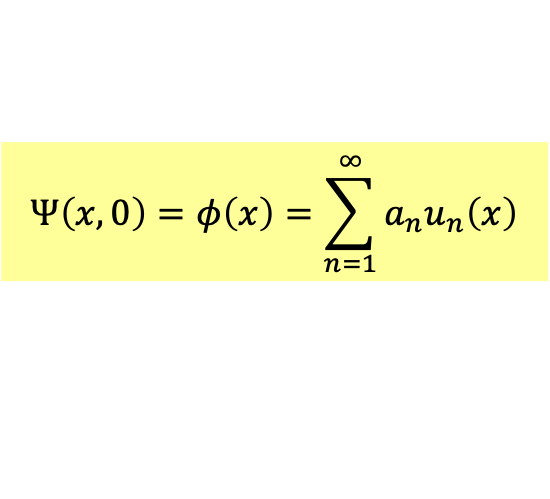 Ψ(x, 0) = ϕ(x) = ∑_{n=1}^{∞} a_n u_n(x)